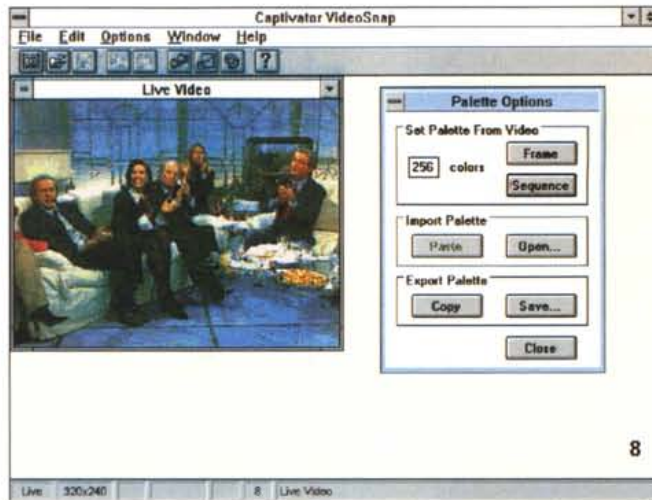 Captivator VideoSnap
File Edit Options Window Help
?
Live Video
Palette Options
Set Palette From Video
256 colors
Frame
Sequence
Import Palette
Paste Open...
Export Palette
Copy Save...
Close
8
Live 320x240 8 Live Video